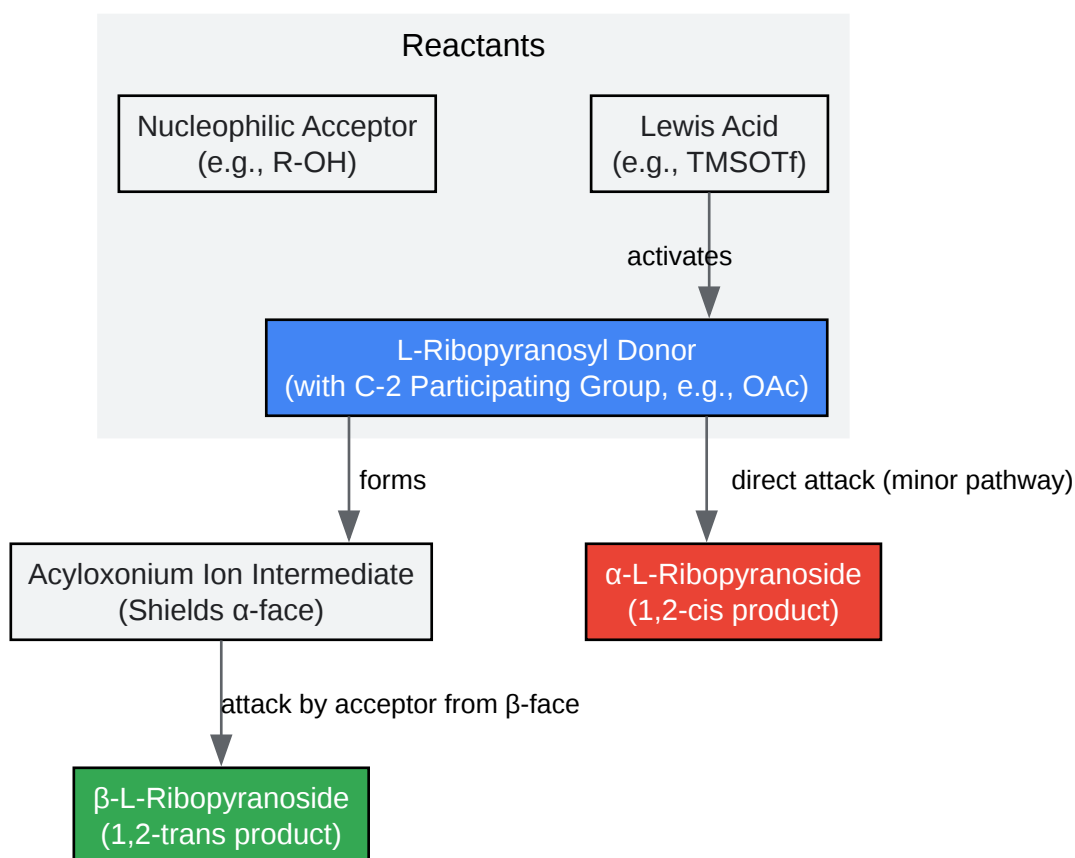 Reactants
Nucleophilic Acceptor
(e.g., R-OH)
Lewis Acid
(e.g., TMSOTf)
activates
L-Ribopyranosyl Donor
(with C-2 Participating Group, e.g., OAc)
forms
direct attack (minor pathway)
Acyloxonium Ion Intermediate
(Shields α-face)
α-L-Ribopyranoside
(1,2-cis product)
attack by acceptor from β-face
β-L-Ribopyranoside
(1,2-trans product)